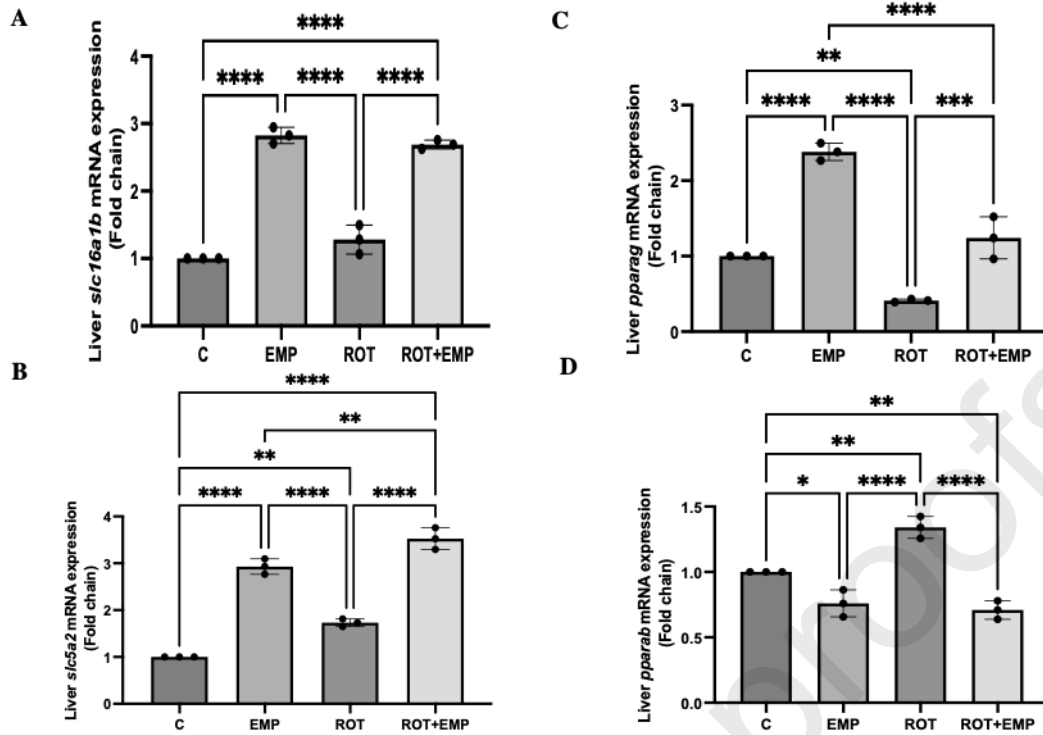 A
****
**** **** ****
Liver slc16a1b mRNA expression
(Fold chain)
4
3
2
1
0
C EMP ROT ROT+EMP
B
****
**
**
**** **** ****
Liver slc5a2 mRNA expression
(Fold chain)
4
3
2
1
0
C EMP ROT ROT+EMP
C
****
**
**** **** ***
Liver pparag mRNA expression
(Fold chain)
3
2
1
0
C EMP ROT ROT+EMP
D
**
**
* **** ****
Liver pparab mRNA expression
(Fold chain)
1.5
1.0
0.5
0.0
C EMP ROT ROT+EMP
proofs